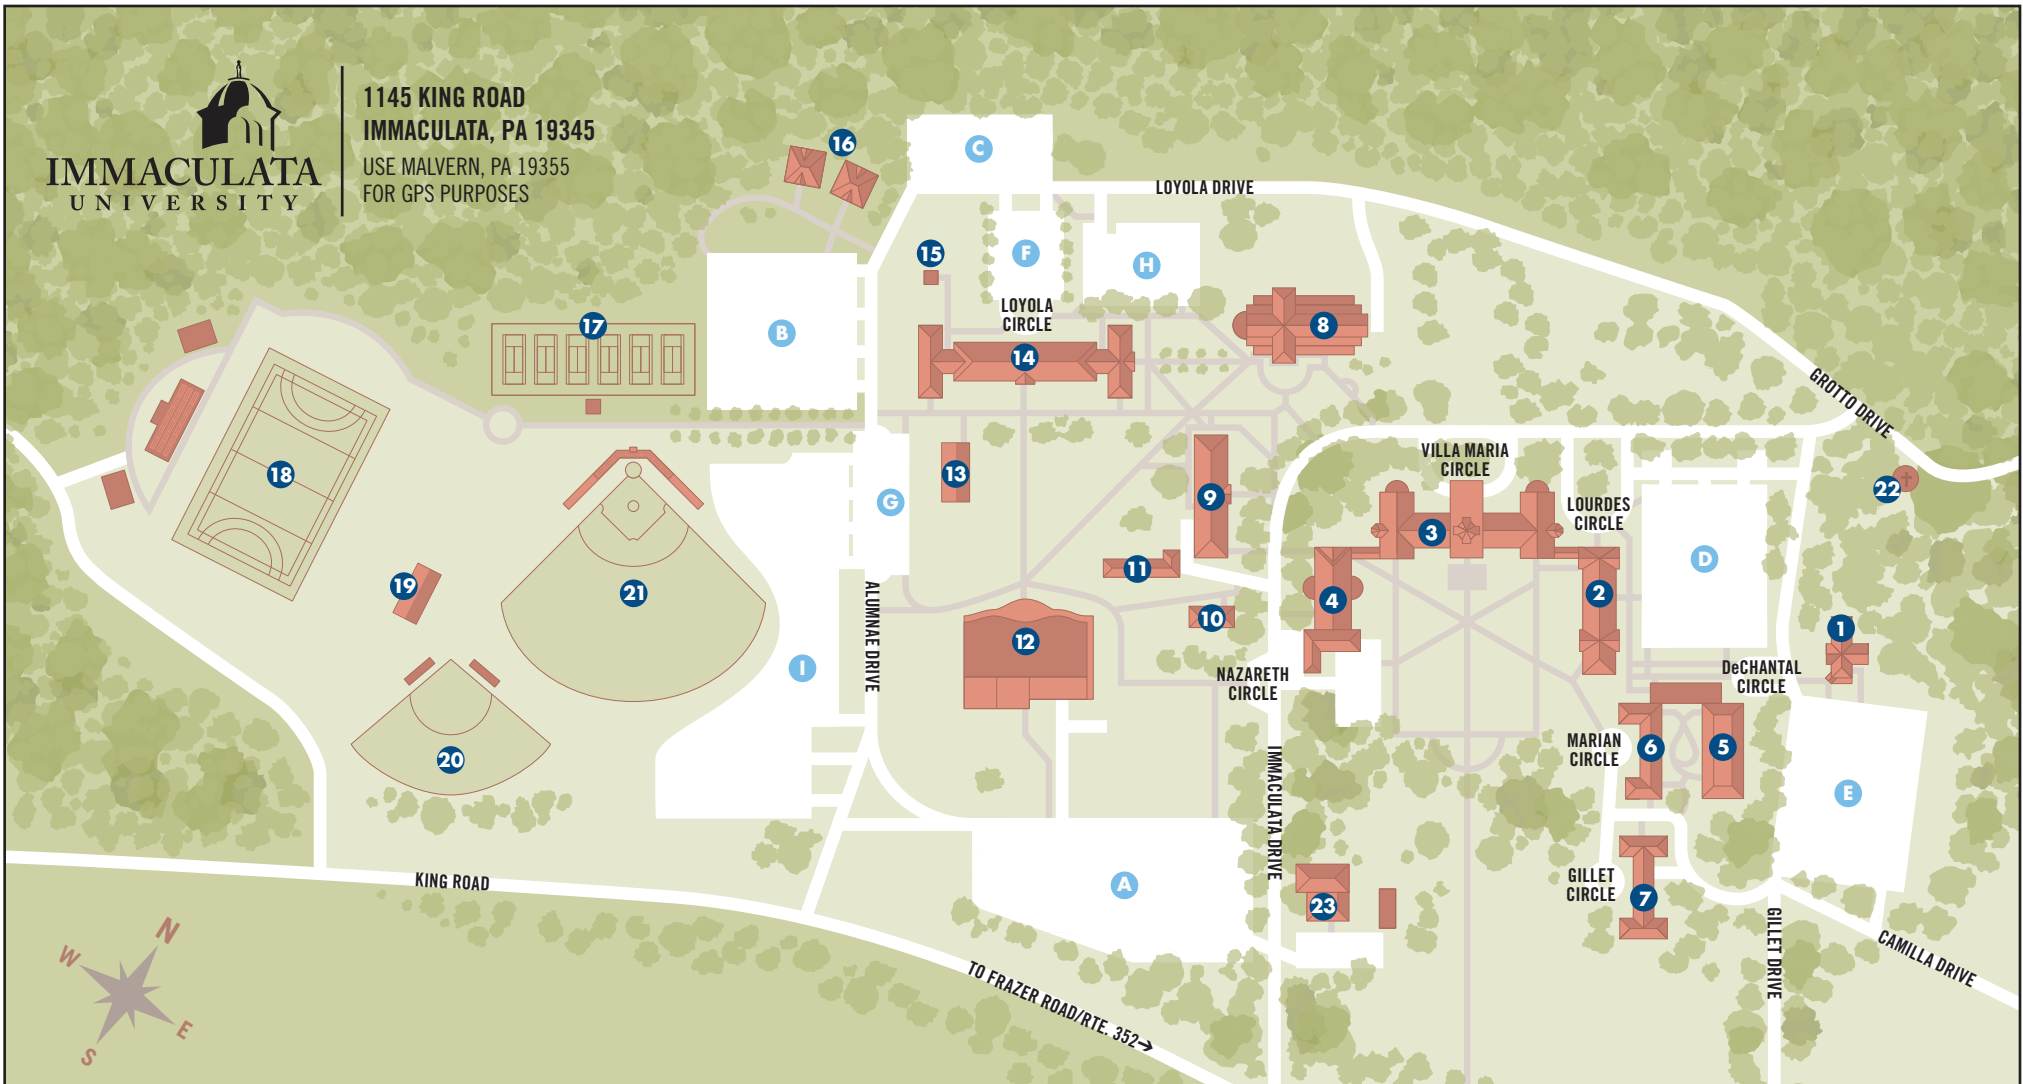 IMMACULATA
UNIVERSITY
1145 KING ROAD
IMMACULATA, PA 19345
USE MALVERN, PA 19355
FOR GPS PURPOSES
16
C
LOYOLA DRIVE
15
F
H
LOYOLA
CIRCLE
17
B
8
14
GROTTO DRIVE
VILLA MARIA
CIRCLE
18
13
G
9
22
LOURDES
CIRCLE
3
D
11
19
21
ALUMNAE DRIVE
4
2
10
1
12
I
NAZARETH
CIRCLE
DeCHANTAL
CIRCLE
MARIAN
CIRCLE
6
5
20
IMMACULATA DRIVE
E
KING ROAD
A
GILLET
CIRCLE
7
23
GILLET DRIVE
CAMILLA DRIVE
TO FRAZER ROAD/RTE. 352→
N
W
E
S